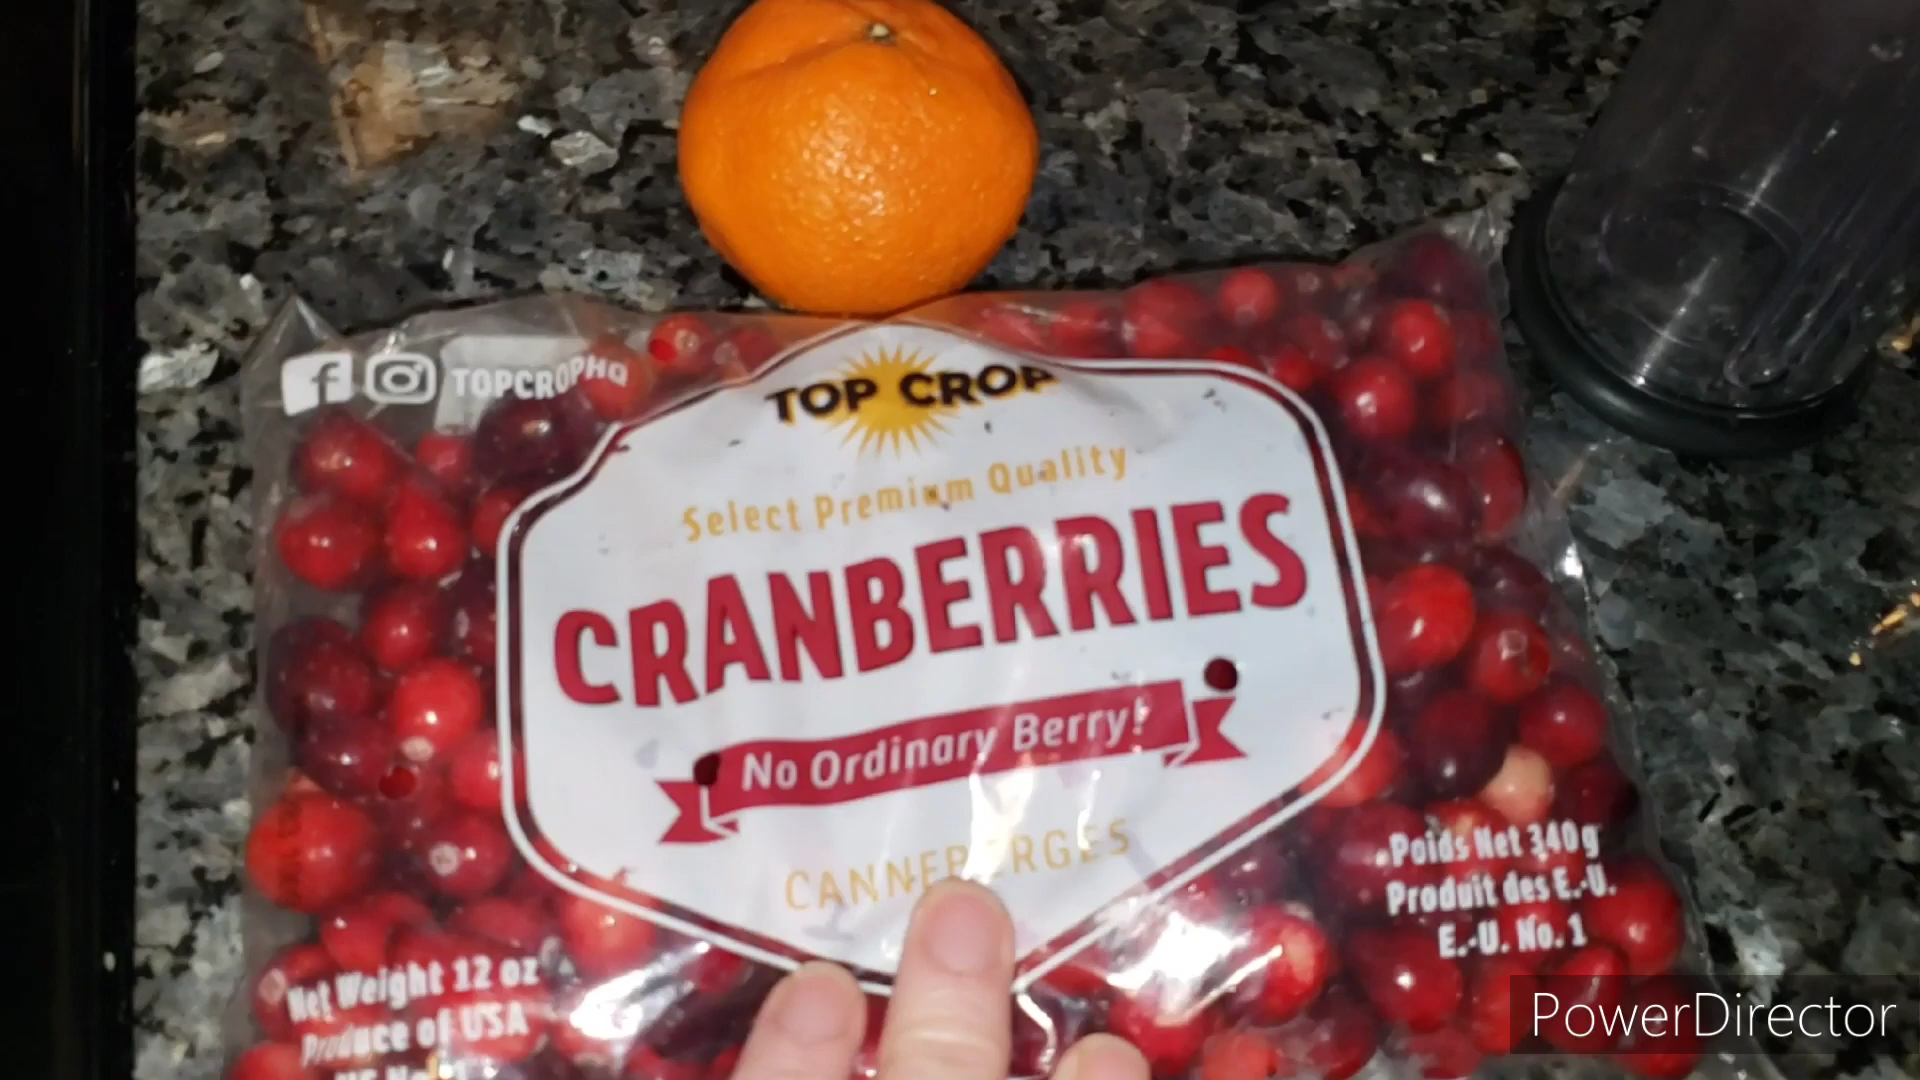 TOPCROPHQ
TOP CROP
Select Premium Quality
CRANBERRIES
No Ordinary Berry!
CANNEBERGES
Poids Net 340g
Produit des E.-U.
E.-U. No. 1
Net Weight 12 oz
Produce of USA
PowerDirector